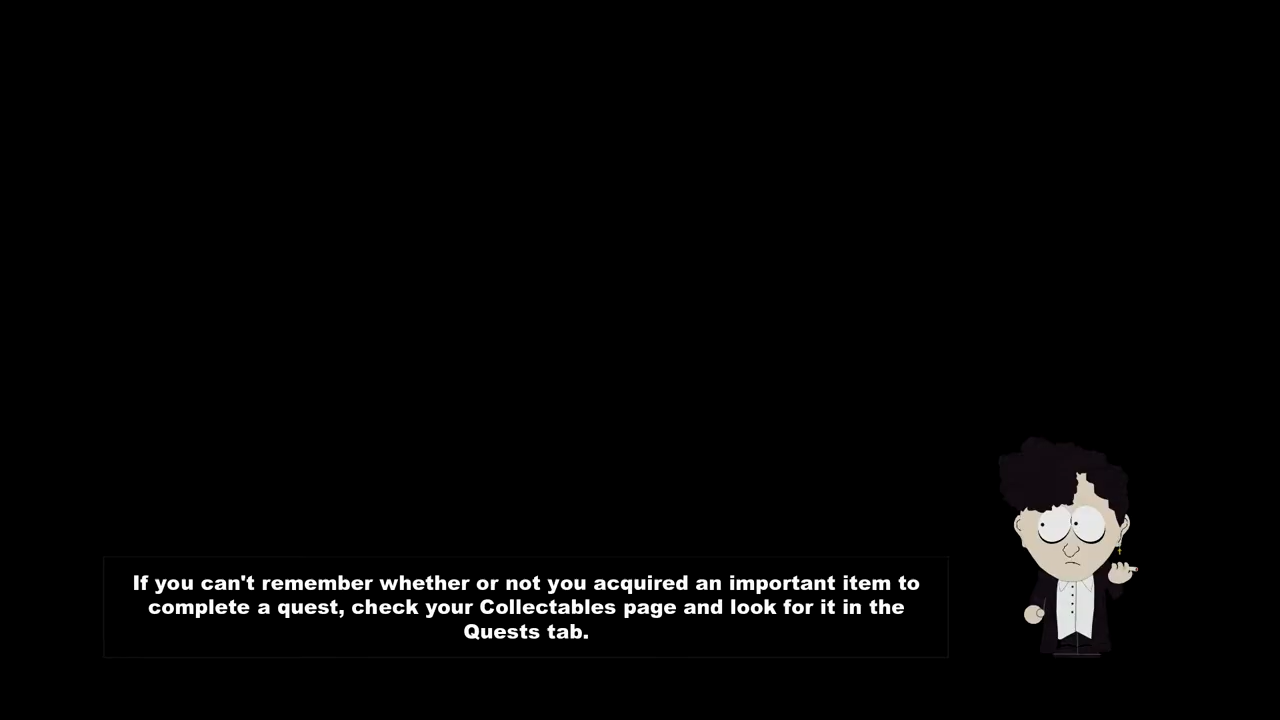 If you can't remember whether or not you acquired an important item to
complete a quest, check your Collectables page and look for it in the
Quests tab.